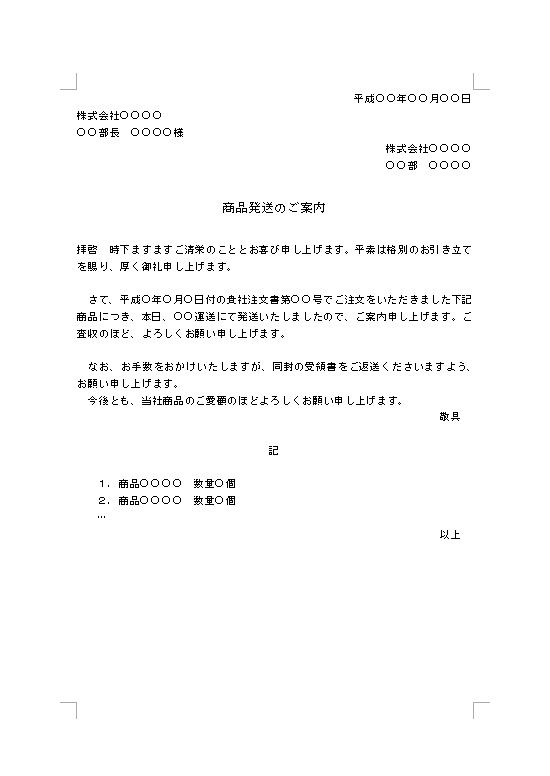 平成〇〇年〇〇月〇〇日
株式会社〇〇〇〇
〇〇部長　〇〇〇〇様
株式会社〇〇〇〇
〇〇部　〇〇〇〇
商品発送のご案内
拝啓　時下ますますご清栄のこととお喜び申し上げます。平素は格別のお引き立て
を賜り、厚く御礼申し上げます。
さて、平成〇年〇月〇日付の貴社注文書第〇〇号でご注文をいただきました下記
商品につき、本日、〇〇運送にて発送いたしましたので、ご案内申し上げます。ご
査収のほど、よろしくお願い申し上げます。
なお、お手数をおかけいたしますが、同封の受領書をご返送くださいますよう、
お願い申し上げます。
今後とも、当社商品のご愛顧のほどよろしくお願い申し上げます。
敬具
記
1. 商品〇〇〇〇　数量〇個
2. 商品〇〇〇〇　数量〇個
…
以上